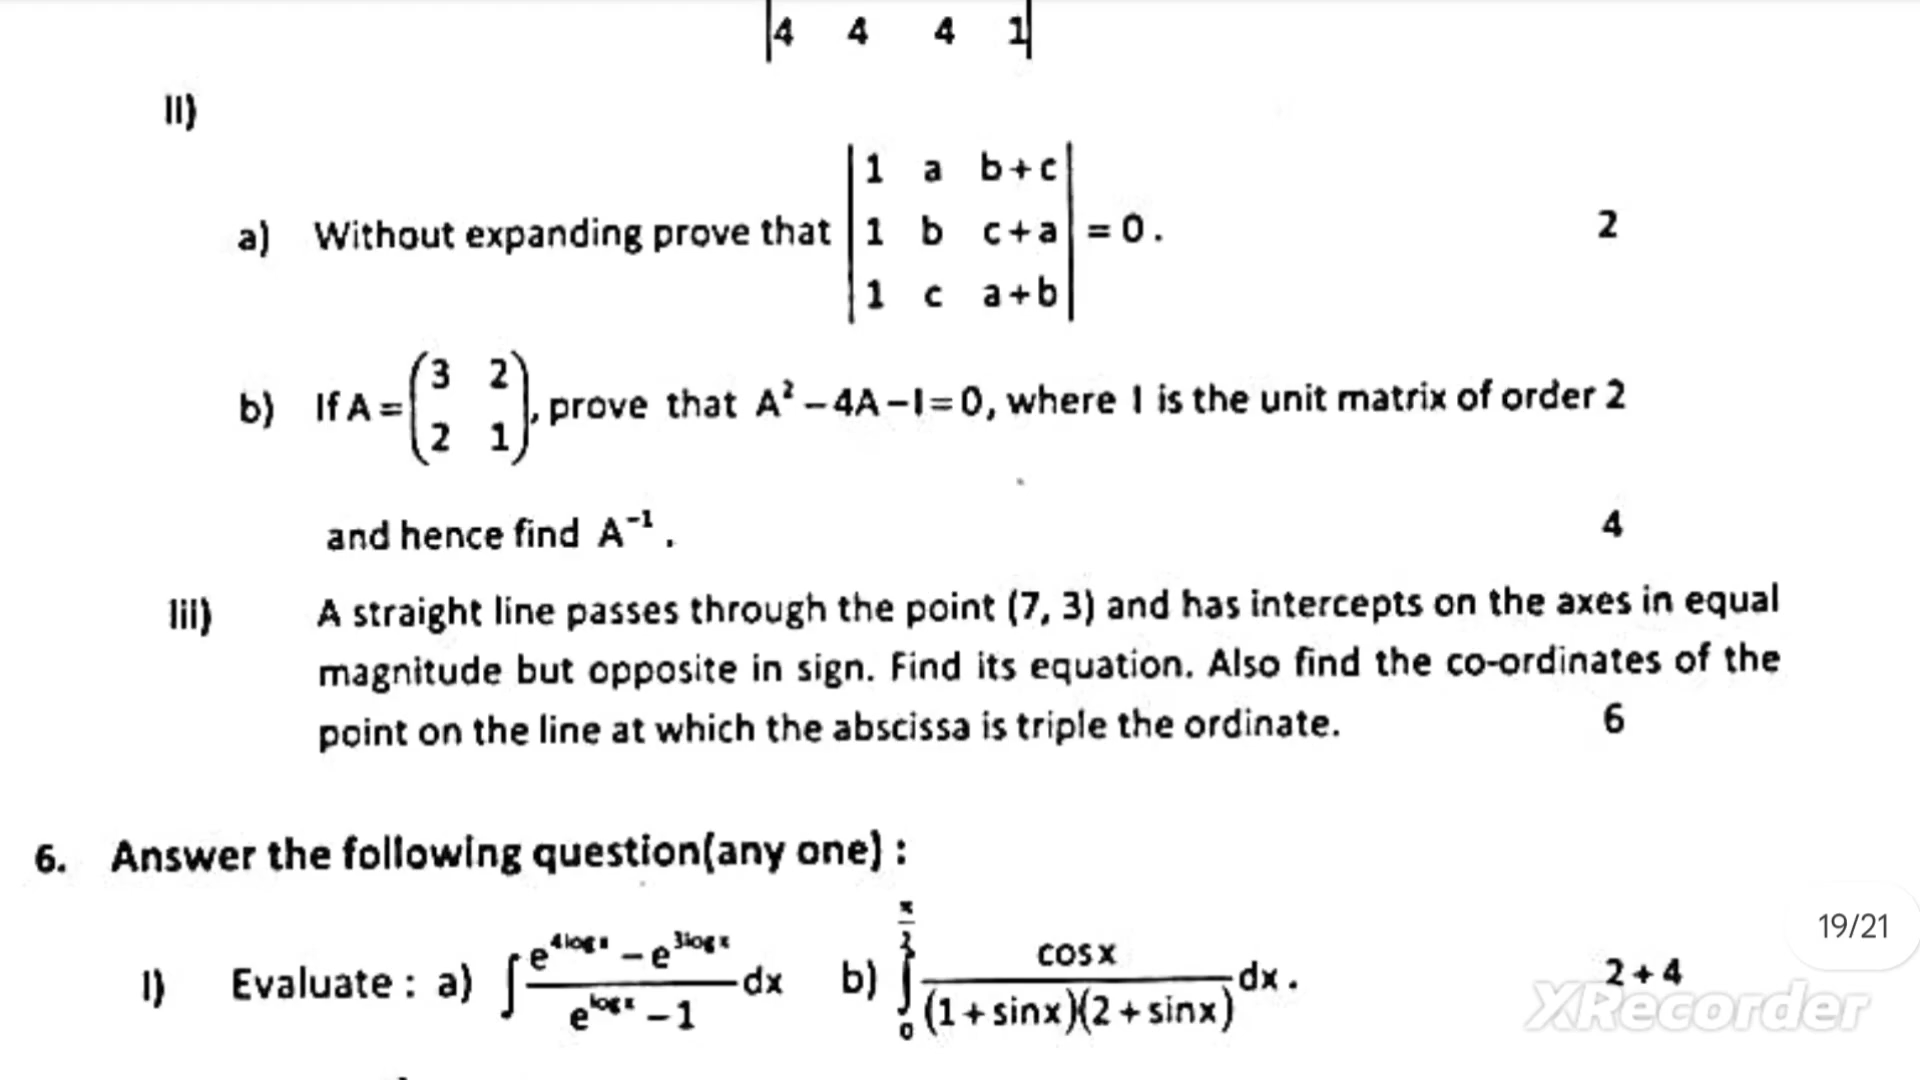 |4 4 4 1|
II)
|1 a b+c|
a) Without expanding prove that |1 b c+a| = 0 . 2
|1 c a+b|
b) If A = (3 2 2 1), prove that A² – 4A – I = 0, where I is the unit matrix of order 2
and hence find A⁻¹ . 4
iii) A straight line passes through the point (7, 3) and has intercepts on the axes in equal
magnitude but opposite in sign. Find its equation. Also find the co-ordinates of the
point on the line at which the abscissa is triple the ordinate. 6
6. Answer the following question(any one) :
19/21
I) Evaluate : a) ∫ (e^(4logx) – e^(3logx))/(e^(logx) – 1) dx b) ∫_0^(π/2) cosx/((1+sinx)(2+sinx)) dx . 2+4
XRecorder